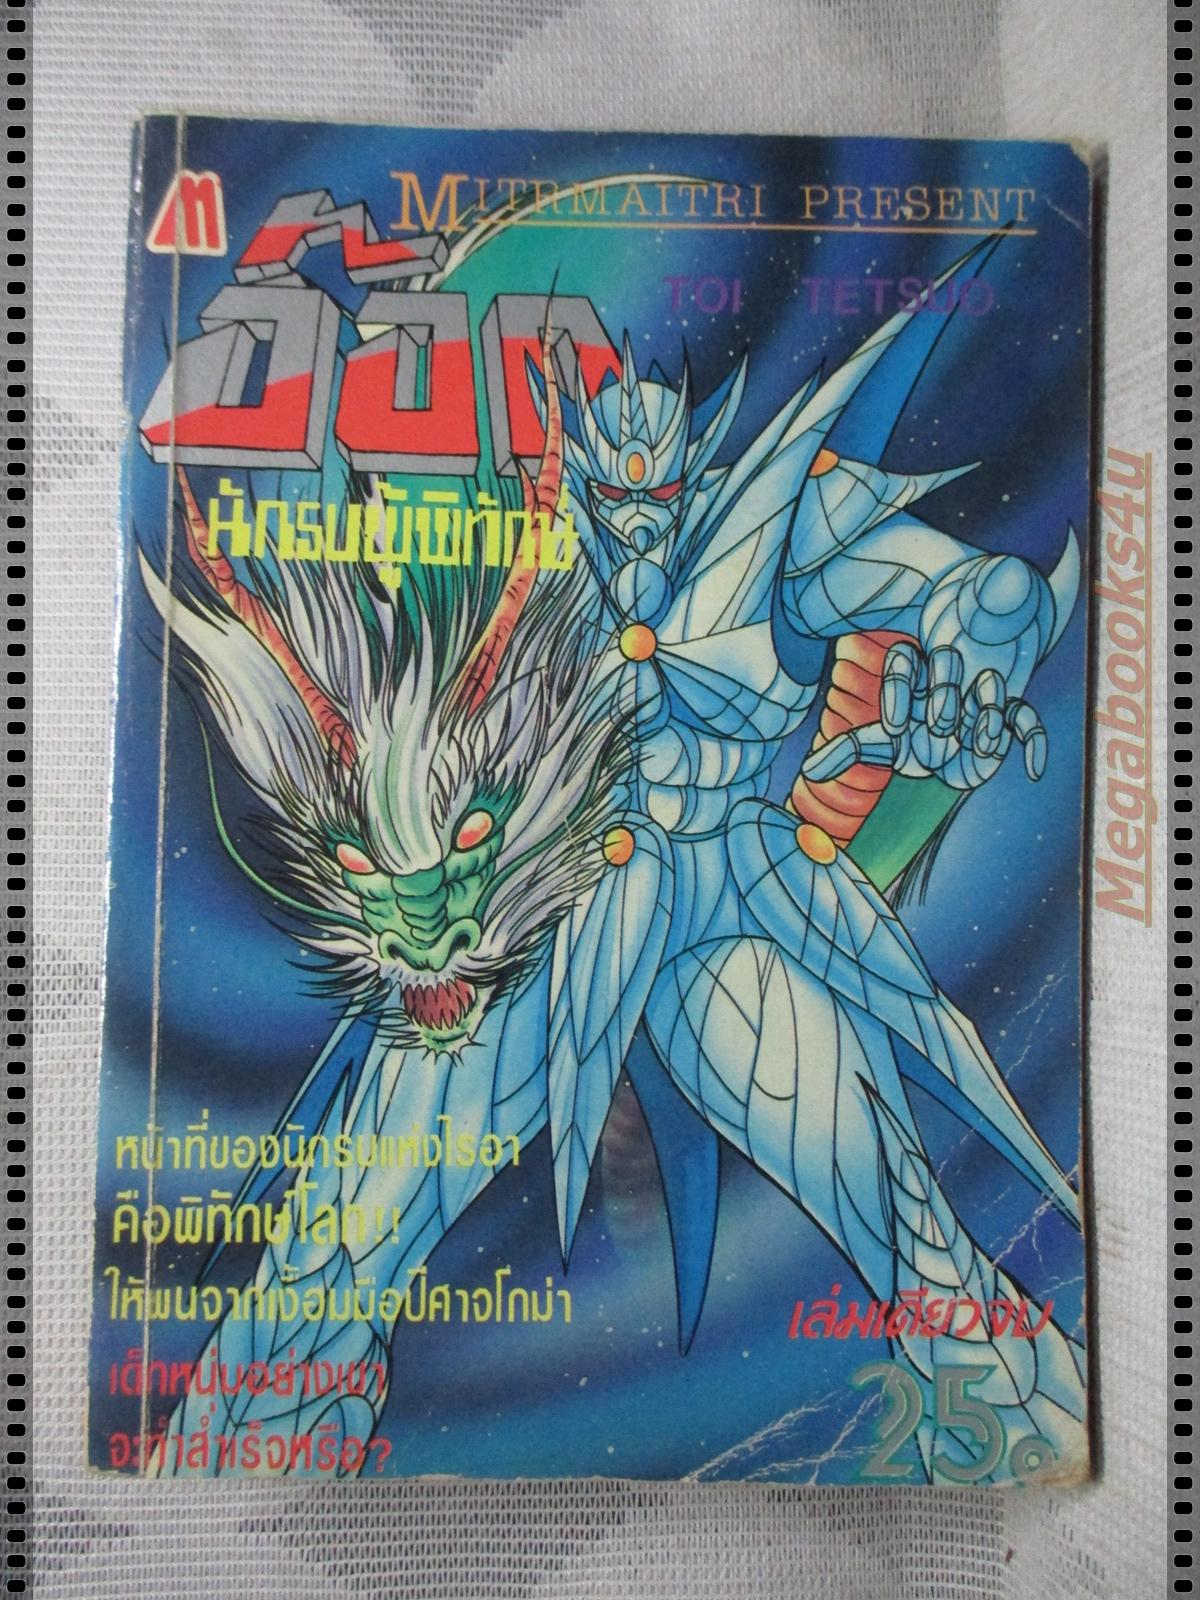 MITRMAITRI PRESENT
TOI TETSUO
อ๊อก
นักรบผู้พิทักษ์
หน้าที่ของนักรบแห่งไรอา
คือพิทักษ์โลก!!
ให้พ้นจากเงื้อมมือปีศาจโกม่า
เด็กหนุ่มอย่างเขา
จะทำสำเร็จหรือ?
เล่มเดียวจบ
25.
Megabooks4u